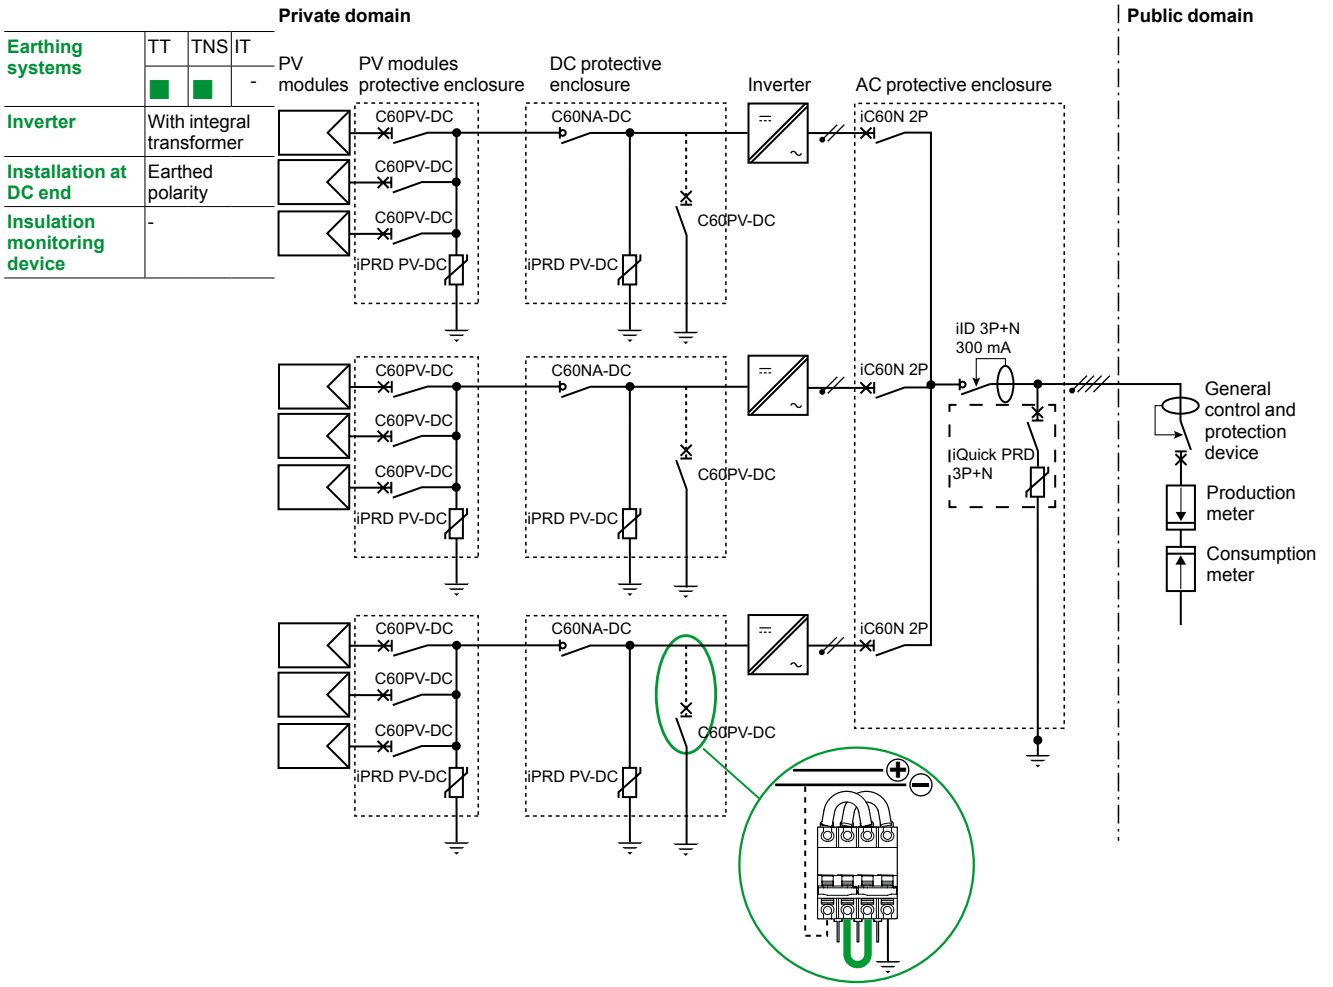 Private domain
Public domain
Earthing
systems
TT
TNS
IT
-
Inverter
With integral
transformer
Installation at
DC end
Earthed
polarity
Insulation
monitoring
device
-
PV
modules
PV modules
protective enclosure
DC protective
enclosure
Inverter
AC protective enclosure
C60PV-DC
C60NA-DC
iC60N 2P
C60PV-DC
C60PV-DC
C60PV-DC
iPRD PV-DC
iPRD PV-DC
iID 3P+N
300 mA
C60PV-DC
C60NA-DC
iC60N 2P
C60PV-DC
C60PV-DC
C60PV-DC
iPRD PV-DC
iPRD PV-DC
iQuick PRD
3P+N
General
control and
protection
device
Production
meter
Consumption
meter
C60PV-DC
C60NA-DC
iC60N 2P
C60PV-DC
C60PV-DC
C60PV-DC
iPRD PV-DC
iPRD PV-DC